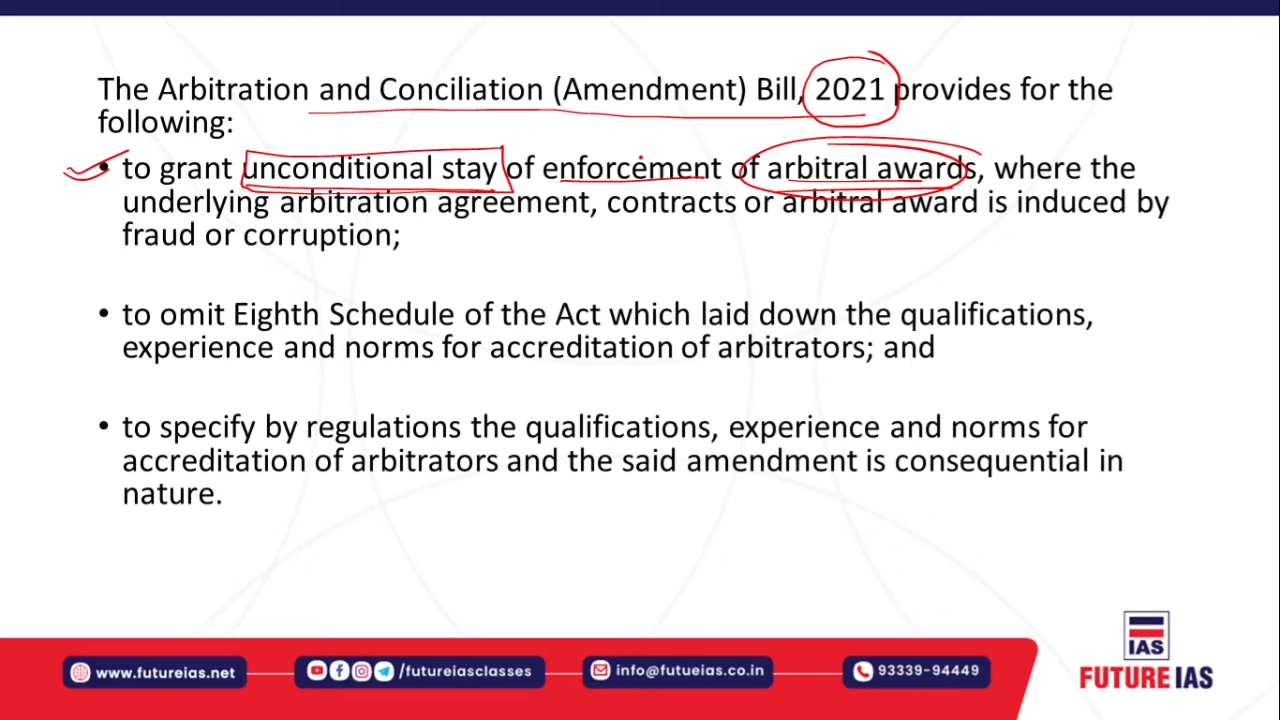 The Arbitration and Conciliation (Amendment) Bill, 2021 provides for the
following:
• to grant unconditional stay of enforcement of arbitral awards, where the
underlying arbitration agreement, contracts or arbitral award is induced by
fraud or corruption;
• to omit Eighth Schedule of the Act which laid down the qualifications,
experience and norms for accreditation of arbitrators; and
• to specify by regulations the qualifications, experience and norms for
accreditation of arbitrators and the said amendment is consequential in
nature.
IAS
FUTURE IAS
www.futureias.net
/futureiasclasses
info@futueias.co.in
93339-94449